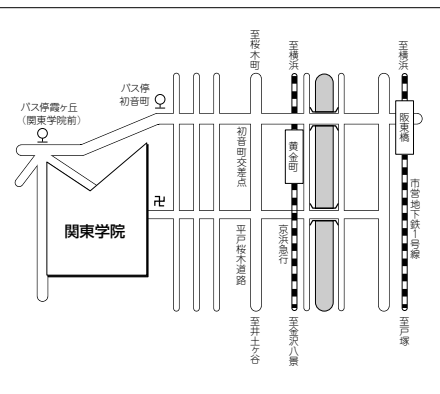 至桜木町
至横浜
至横浜
バス停
初音町
バス停霞ヶ丘
(関東学院前)
初音町交差点
黄金町
阪東橋
卍
関東学院
平戸桜木道路
京浜急行
市営地下鉄1号線
至井土ヶ谷
至金沢八景
至戸塚